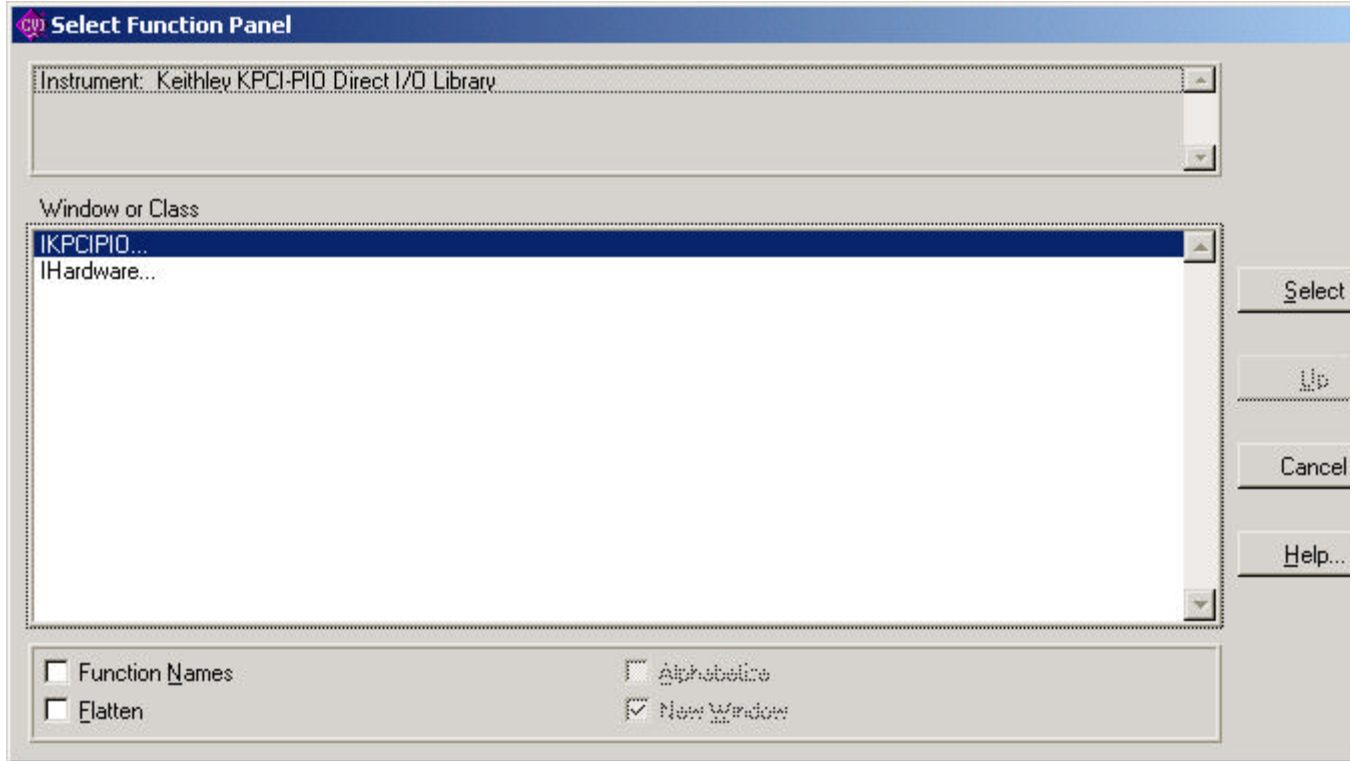 CVI Select Function Panel
Instrument: Keithley KPCI-PIO Direct I/O Library
Window or Class
IKPCIPIO...
IHardware...
Select
Up
Cancel
Help...
Function Names
Alphabetize
Flatten
New Window